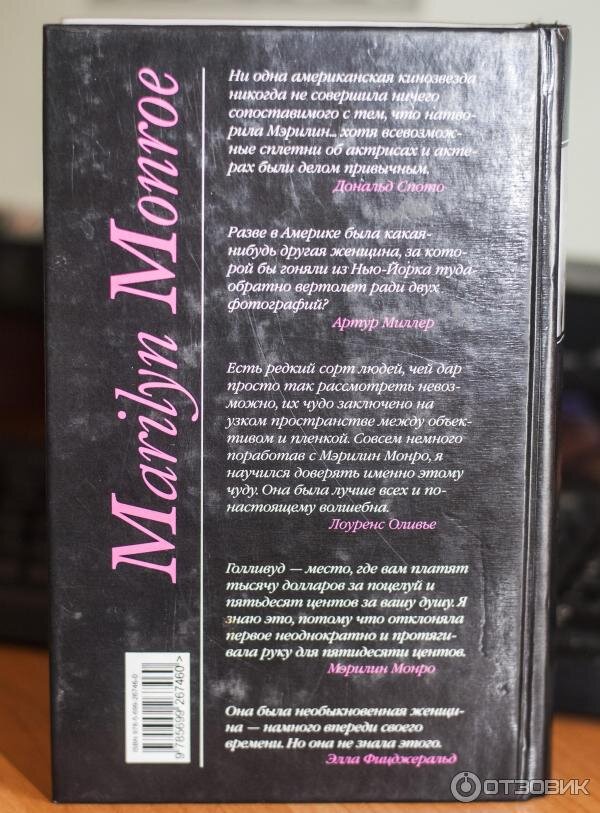 Marilyn Monroe
Ни одна американская кинозвезда
никогда не совершила ничего
сопоставимого с тем, что натво-
рила Мэрилин... хотя всевозмож-
ные сплетни об актрисах и акте-
рах были делом привычным.
Дональд Спото
Разве в Америке была какая-
нибудь другая женщина, за кото-
рой бы гоняли из Нью-Йорка туда-
обратно вертолет ради двух
фотографий?
Артур Миллер
Есть редкий сорт людей, чей дар
просто так рассмотреть невоз-
можно, их чудо заключено на
узком пространстве между объек-
тивом и пленкой. Совсем немного
поработав с Мэрилин Монро, я
научился доверять именно этому
чуду. Она была лучше всех и по-
настоящему волшебна.
Лоуренс Оливье
Голливуд — место, где вам платят
тысячу долларов за поцелуй и
пятьдесят центов за вашу душу. Я
знаю это, потому что отклоняла
первое неоднократно и протяги-
вала руку для пятидесяти центов.
Мэрилин Монро
Она была необыкновенная женщи-
на — намного впереди своего
времени. Но она не знала этого.
Элла Фицджеральд
ISBN 978-5-699-26746-0
9 785699 267460 >
ОТЗОВИК